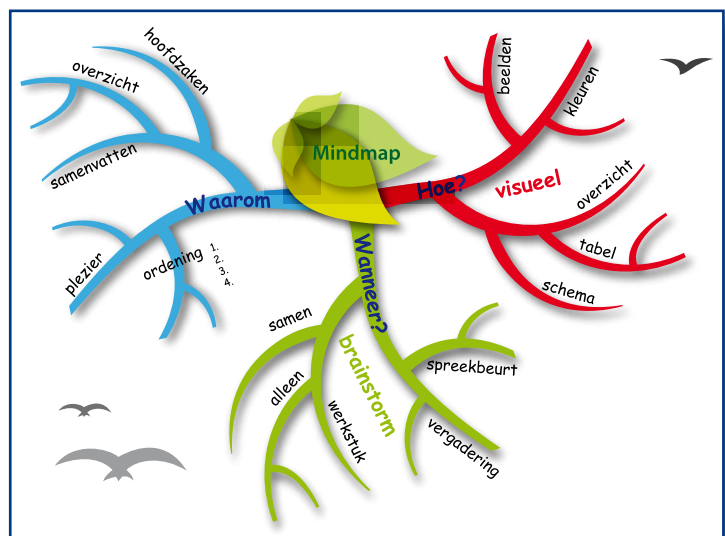 Mindmap
Waarom
hoofdzaken
overzicht
samenvatten
plezier
ordening
1.
2.
3.
4.
Hoe?
visueel
beelden
kleuren
overzicht
tabel
schema
Wanneer?
brainstorm
samen
alleen
werkstuk
spreekbeurt
vergadering